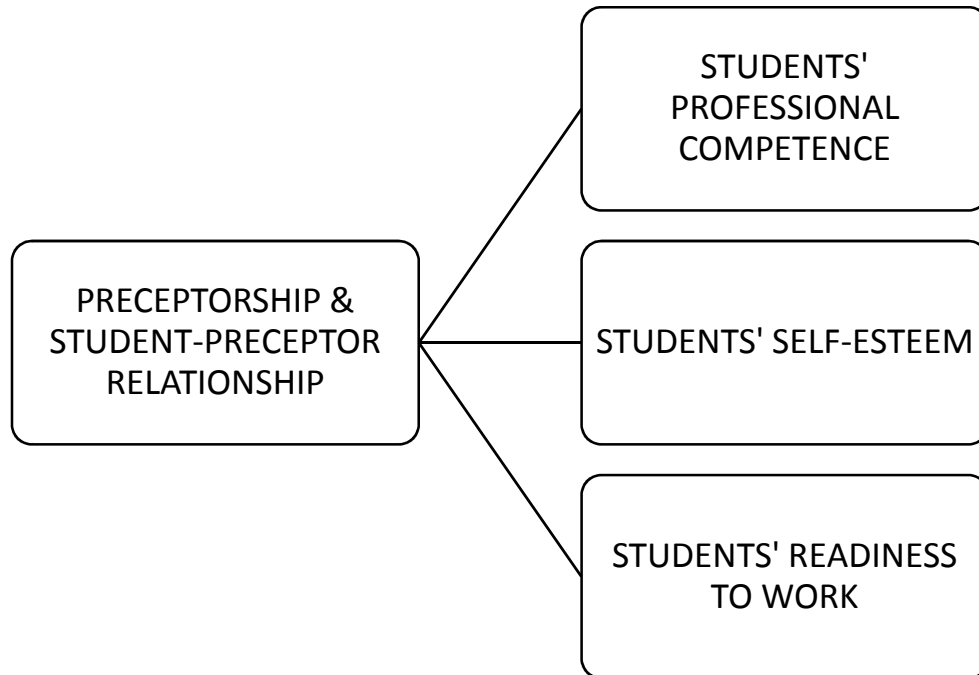 STUDENTS'
PROFESSIONAL
COMPETENCE
PRECEPTORSHIP &
STUDENT-PRECEPTOR
RELATIONSHIP
STUDENTS' SELF-ESTEEM
STUDENTS' READINESS
TO WORK